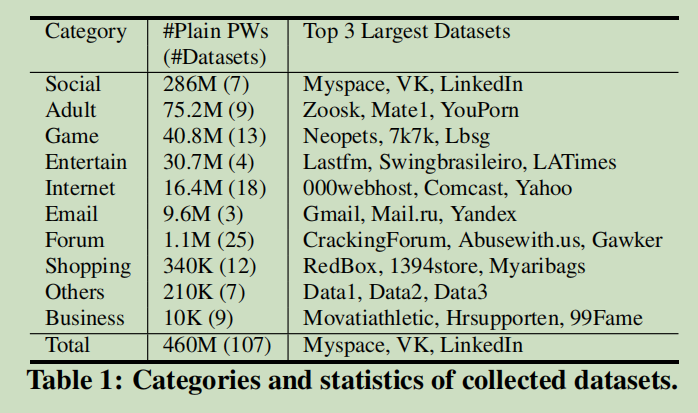 Category #Plain PWs Top 3 Largest Datasets
(#Datasets)
Social 286M (7) Myspace, VK, LinkedIn
Adult 75.2M (9) Zoosk, Mate1, YouPorn
Game 40.8M (13) Neopets, 7k7k, Lbsg
Entertain 30.7M (4) Lastfm, Swingbrasileiro, LATimes
Internet 16.4M (18) 000webhost, Comcast, Yahoo
Email 9.6M (3) Gmail, Mail.ru, Yandex
Forum 1.1M (25) CrackingForum, Abusewith.us, Gawker
Shopping 340K (12) RedBox, 1394store, Myaribags
Others 210K (7) Data1, Data2, Data3
Business 10K (9) Movatiathletic, Hrsupporten, 99Fame
Total 460M (107) Myspace, VK, LinkedIn
Table 1: Categories and statistics of collected datasets.